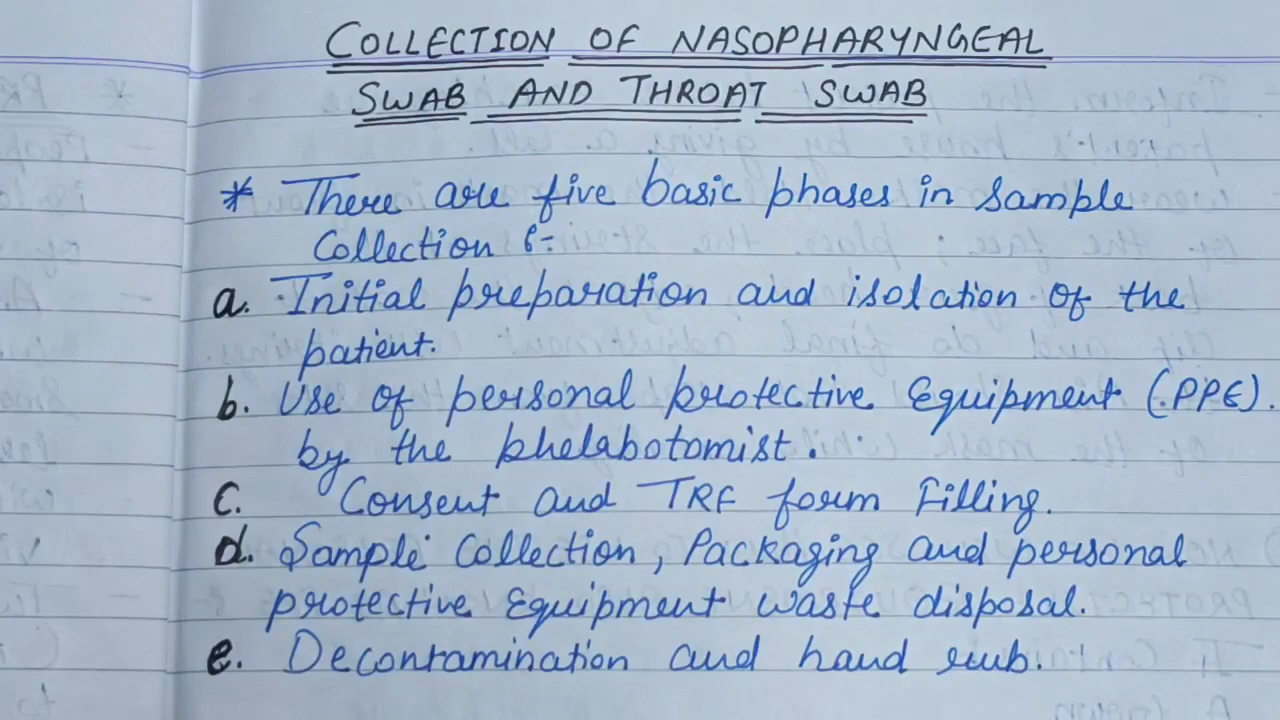 COLLECTION OF NASOPHARYNGEAL
SWAB AND THROAT SWAB
* There are five basic phases in Sample
Collection :-
a. Initial preparation and isolation of the
patient.
b. Use of personal protective Equipment (PPE).
by the phelabotomist.
c. Consent and TRF form Filling.
d. Sample Collection, Packaging and personal
protective Equipment waste disposal.
e. Decontamination and hand rub.